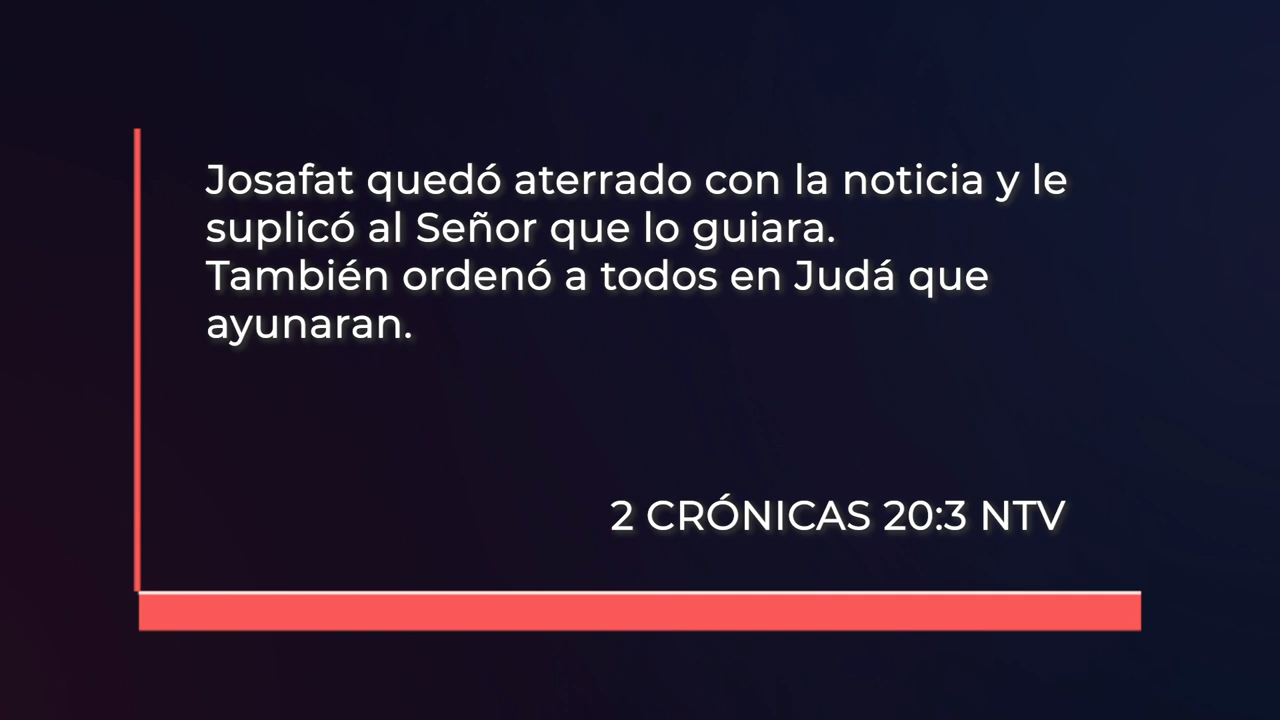 Josafat quedó aterrado con la noticia y le
suplicó al Señor que lo guiara.
También ordenó a todos en Judá que
ayunaran.
2 CRÓNICAS 20:3 NTV